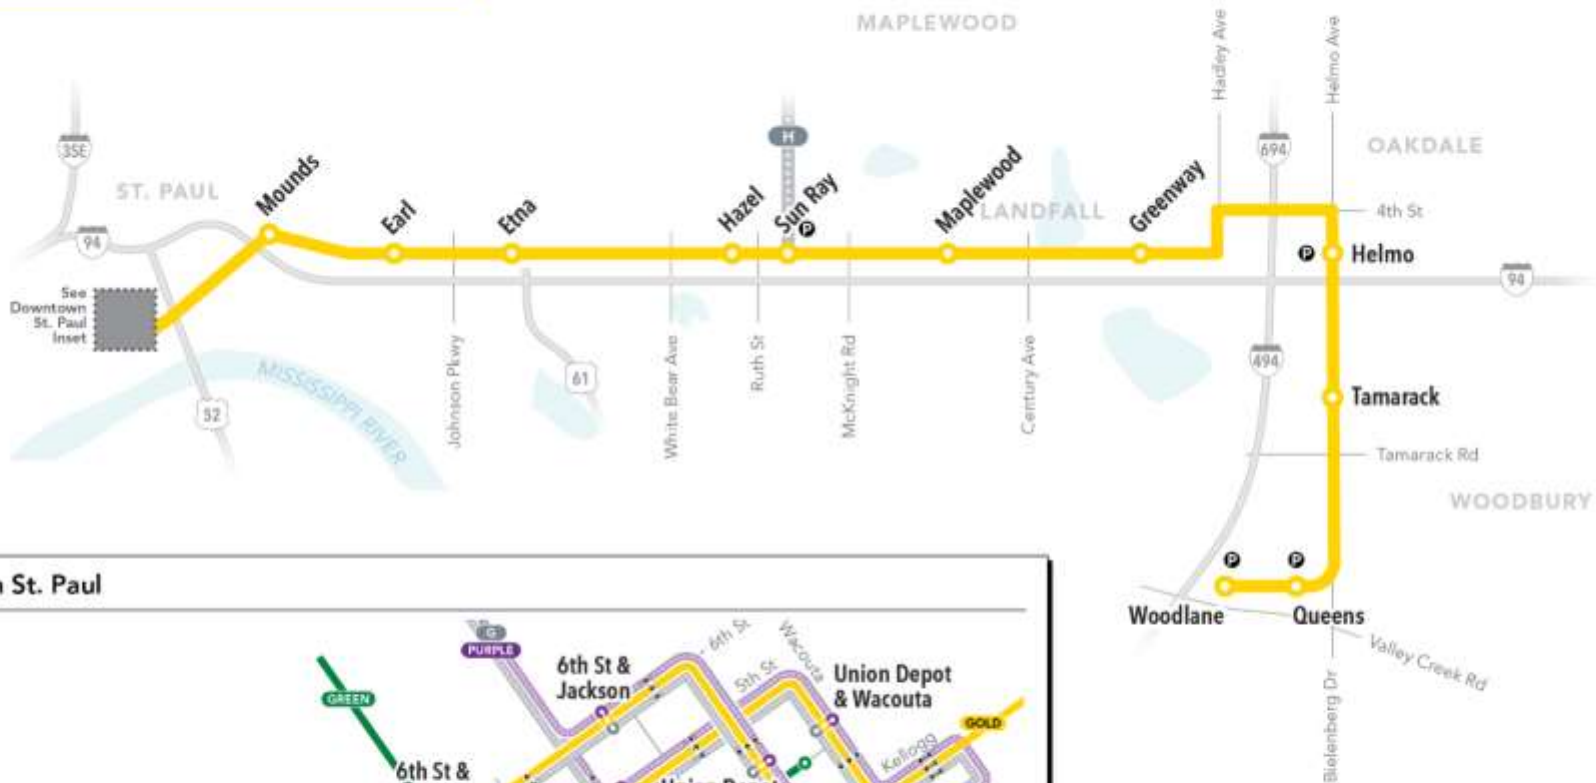 MAPLEWOOD
Hadley Ave
Helmo Ave
35E
ST. PAUL
94
Mounds
Earl
Etna
Hazel
H
Sun Ray
P
Maplewood
LANDFALL
Greenway
694
OAKDALE
4th St
P
Helmo
94
See
Downtown
St. Paul
Inset
MISSISSIPPI RIVER
52
Johnson Pkwy
61
White Bear Ave
Ruth St
McKnight Rd
Century Ave
494
Tamarack
Tamarack Rd
WOODBURY
P
P
Woodlane
Queens
Valley Creek Rd
Bielenberg Dr
St. Paul
G
PURPLE
GREEN
6th St &
Jackson
6th St
Wacouta
5th St
Union Depot
& Wacouta
GOLD
Kellogg
6th St &